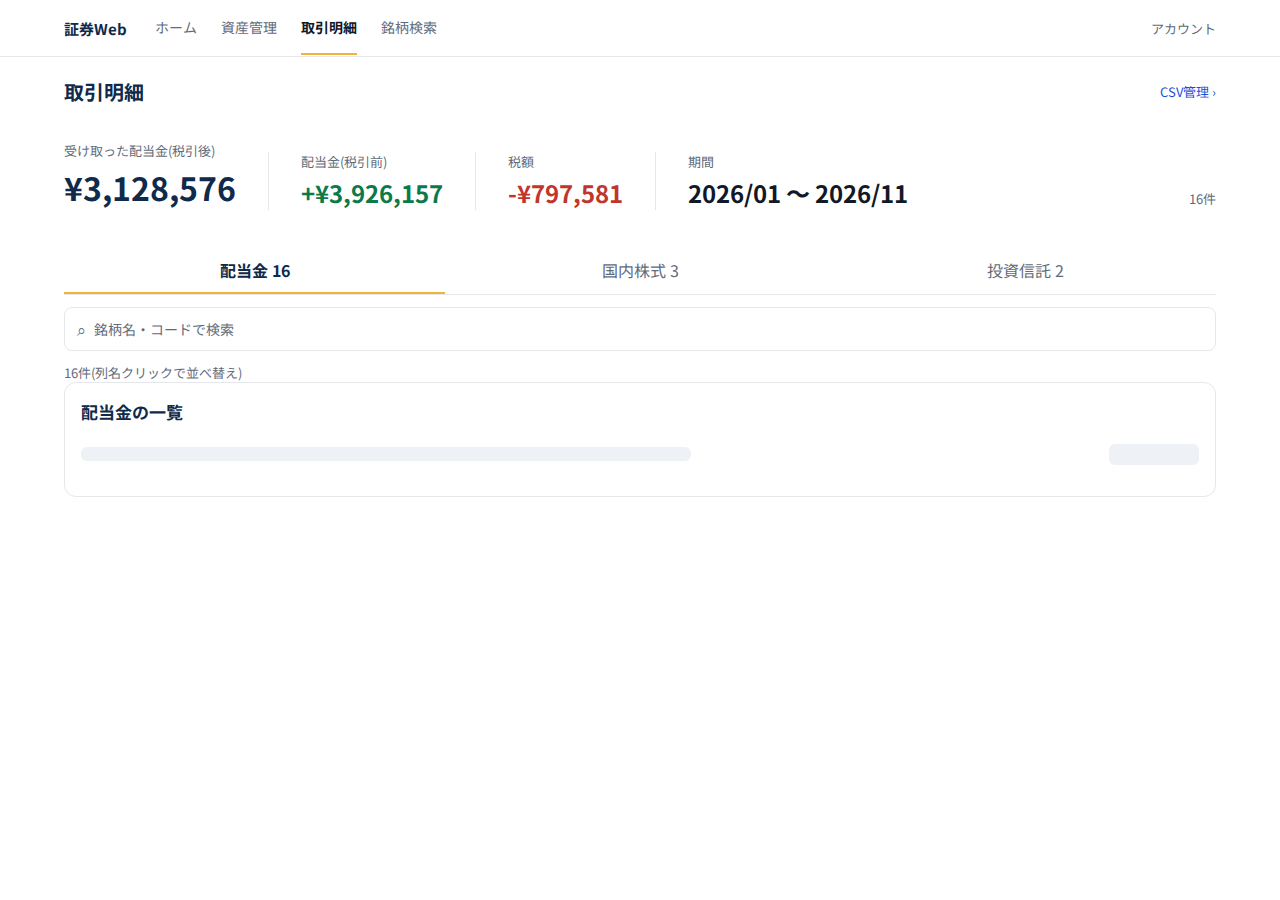 証券Web ホーム 資産管理 取引明細 銘柄検索 アカウント
取引明細 CSV管理 ›
受け取った配当金(税引後) 配当金(税引前) 税額 期間
¥3,128,576 +¥3,926,157 -¥797,581 2026/01 〜 2026/11 16件
配当金 16 国内株式 3 投資信託 2
銘柄名・コードで検索
16件(列名クリックで並べ替え)
配当金の一覧